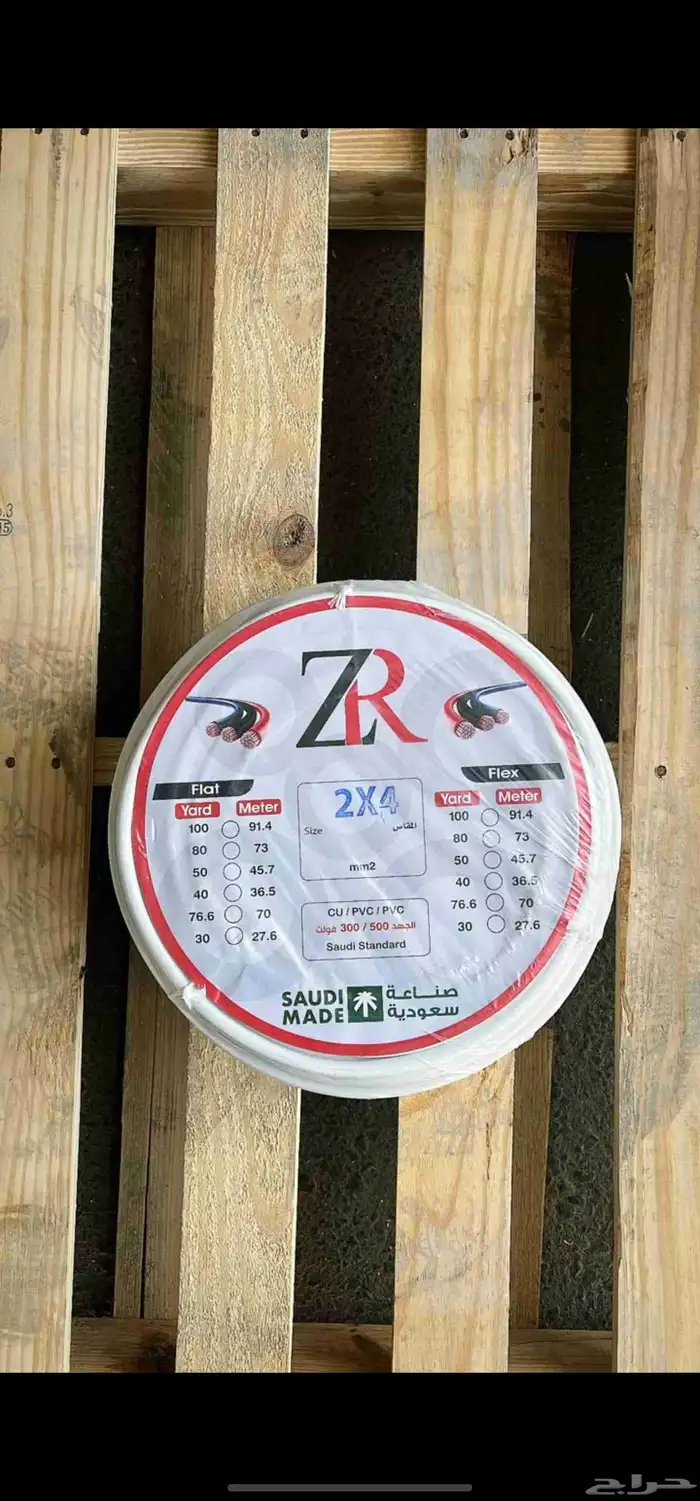 .3
15
ZR
Flat
Yard Meter
100 91.4
80 73
50 45.7
40 36.5
76.6 70
30 27.6
2X4
Size المقاس
mm2
CU / PVC / PVC
الجهد 500 / 300 فولت
Saudi Standard
Flex
Yard Meter
100 91.4
80 73
50 45.7
40 36.5
76.6 70
30 27.6
SAUDI
MADE
صناعة
سعودية
حراج